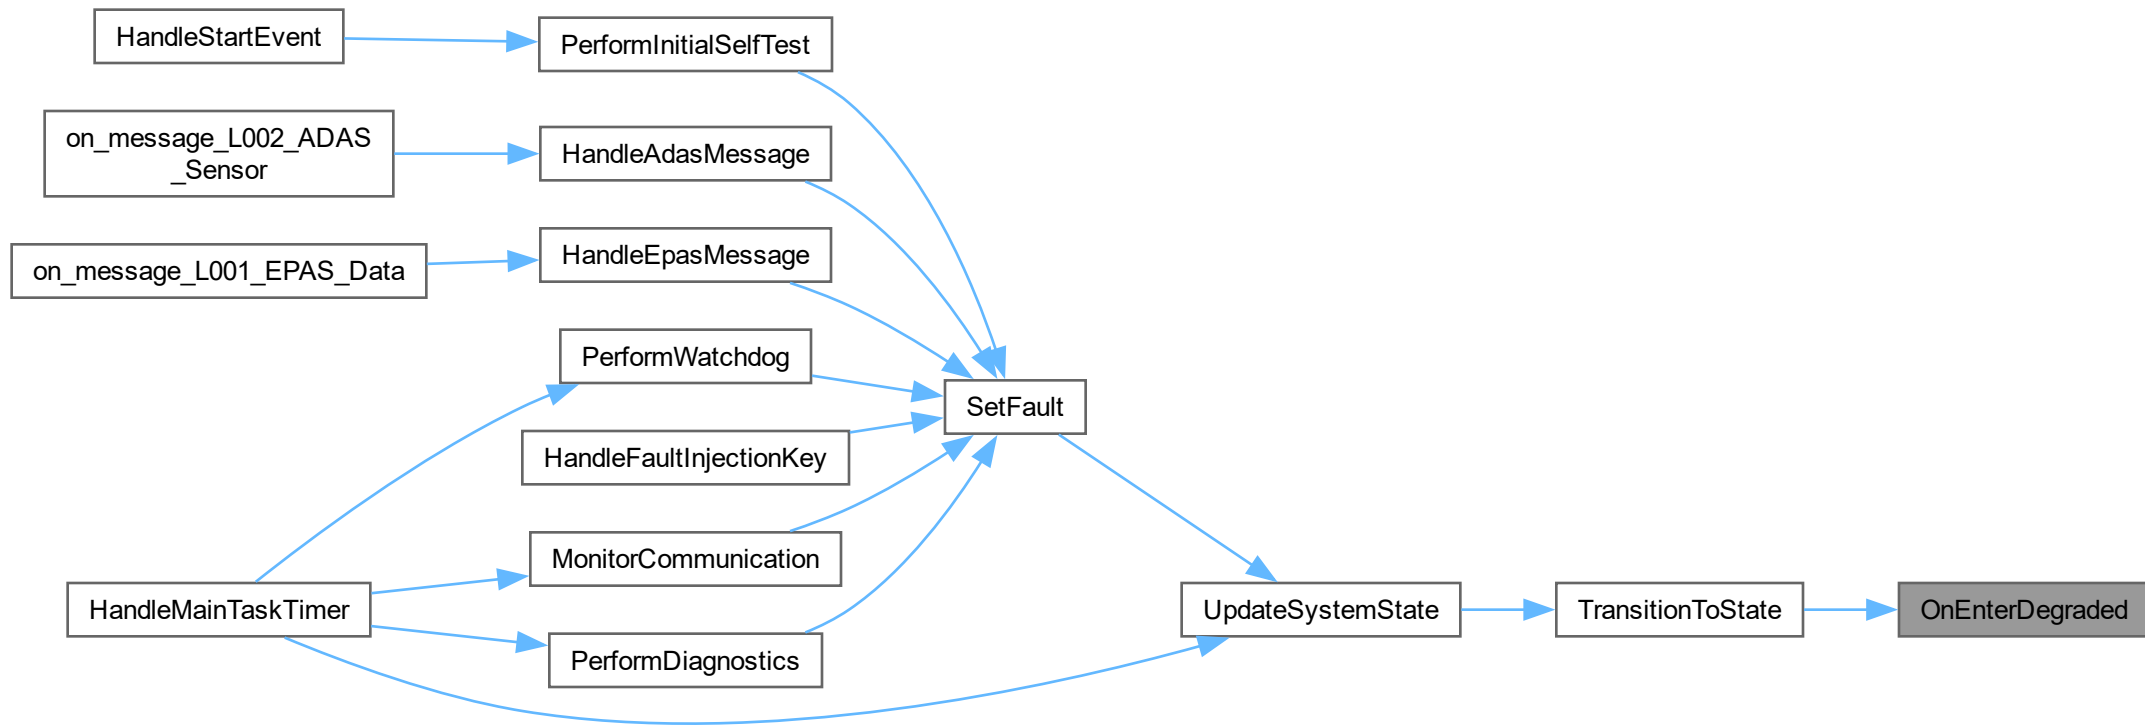 HandleStartEvent
PerformInitialSelfTest
on_message_L002_ADAS
_Sensor
HandleAdasMessage
HandleEpasMessage
on_message_L001_EPAS_Data
PerformWatchdog
SetFault
HandleFaultInjectionKey
MonitorCommunication
HandleMainTaskTimer
UpdateSystemState
TransitionToState
OnEnterDegraded
PerformDiagnostics